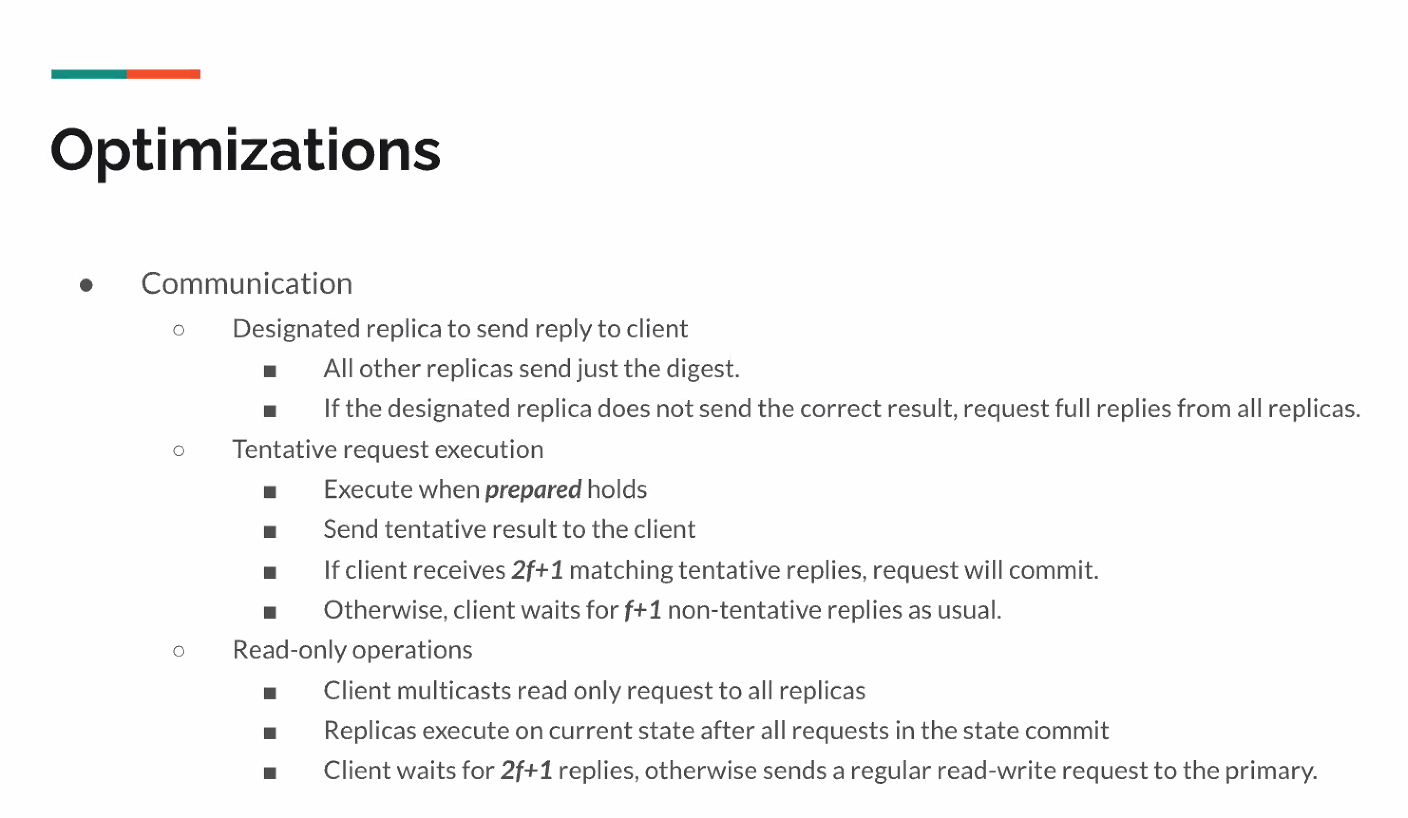 Optimizations
● Communication
○ Designated replica to send reply to client
■ All other replicas send just the digest.
■ If the designated replica does not send the correct result, request full replies from all replicas.
○ Tentative request execution
■ Execute when prepared holds
■ Send tentative result to the client
■ If client receives 2f+1 matching tentative replies, request will commit.
■ Otherwise, client waits for f+1 non-tentative replies as usual.
○ Read-only operations
■ Client multicasts read only request to all replicas
■ Replicas execute on current state after all requests in the state commit
■ Client waits for 2f+1 replies, otherwise sends a regular read-write request to the primary.